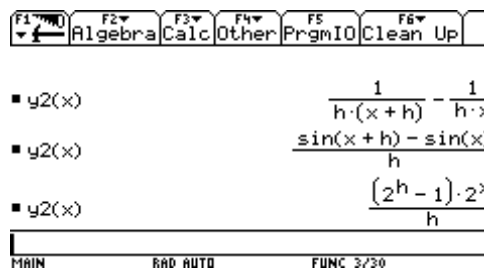 F1 F2 F3 F4 F5 F6
Algebra Calc Other PrgmIO Clean Up
y2(x) 1/(h·(x + h)) - 1/(h·x
y2(x) (sin(x + h) - sin(x)/h
y2(x) ((2^h - 1)·2^x/h
MAIN RAD AUTO FUNC 3/30